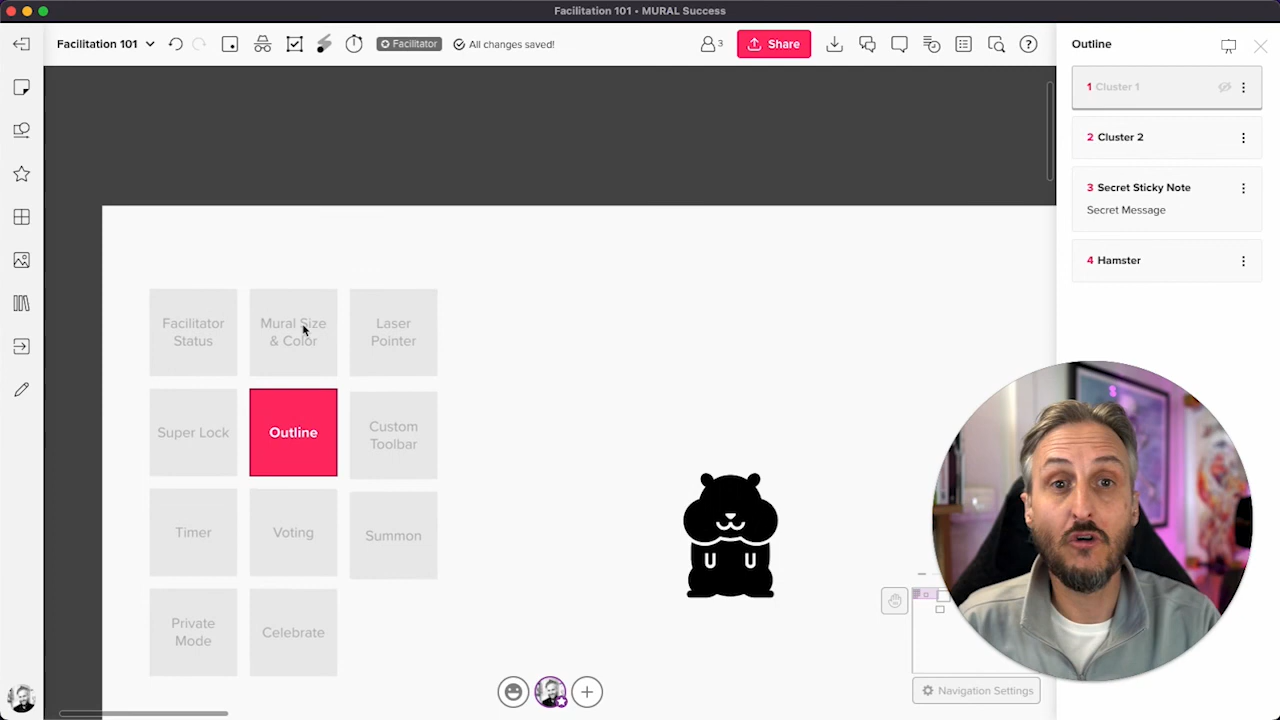 Facilitation 101 • MURAL Success
Facilitation 101
Facilitator
All changes saved!
3
Share
Outline
1 Cluster 1
2 Cluster 2
3 Secret Sticky Note
Secret Message
4 Hamster
Facilitator
Status
Mural Size
& Color
Laser
Pointer
Super Lock
Outline
Custom
Toolbar
Timer
Voting
Summon
Private
Mode
Celebrate
Navigation Settings